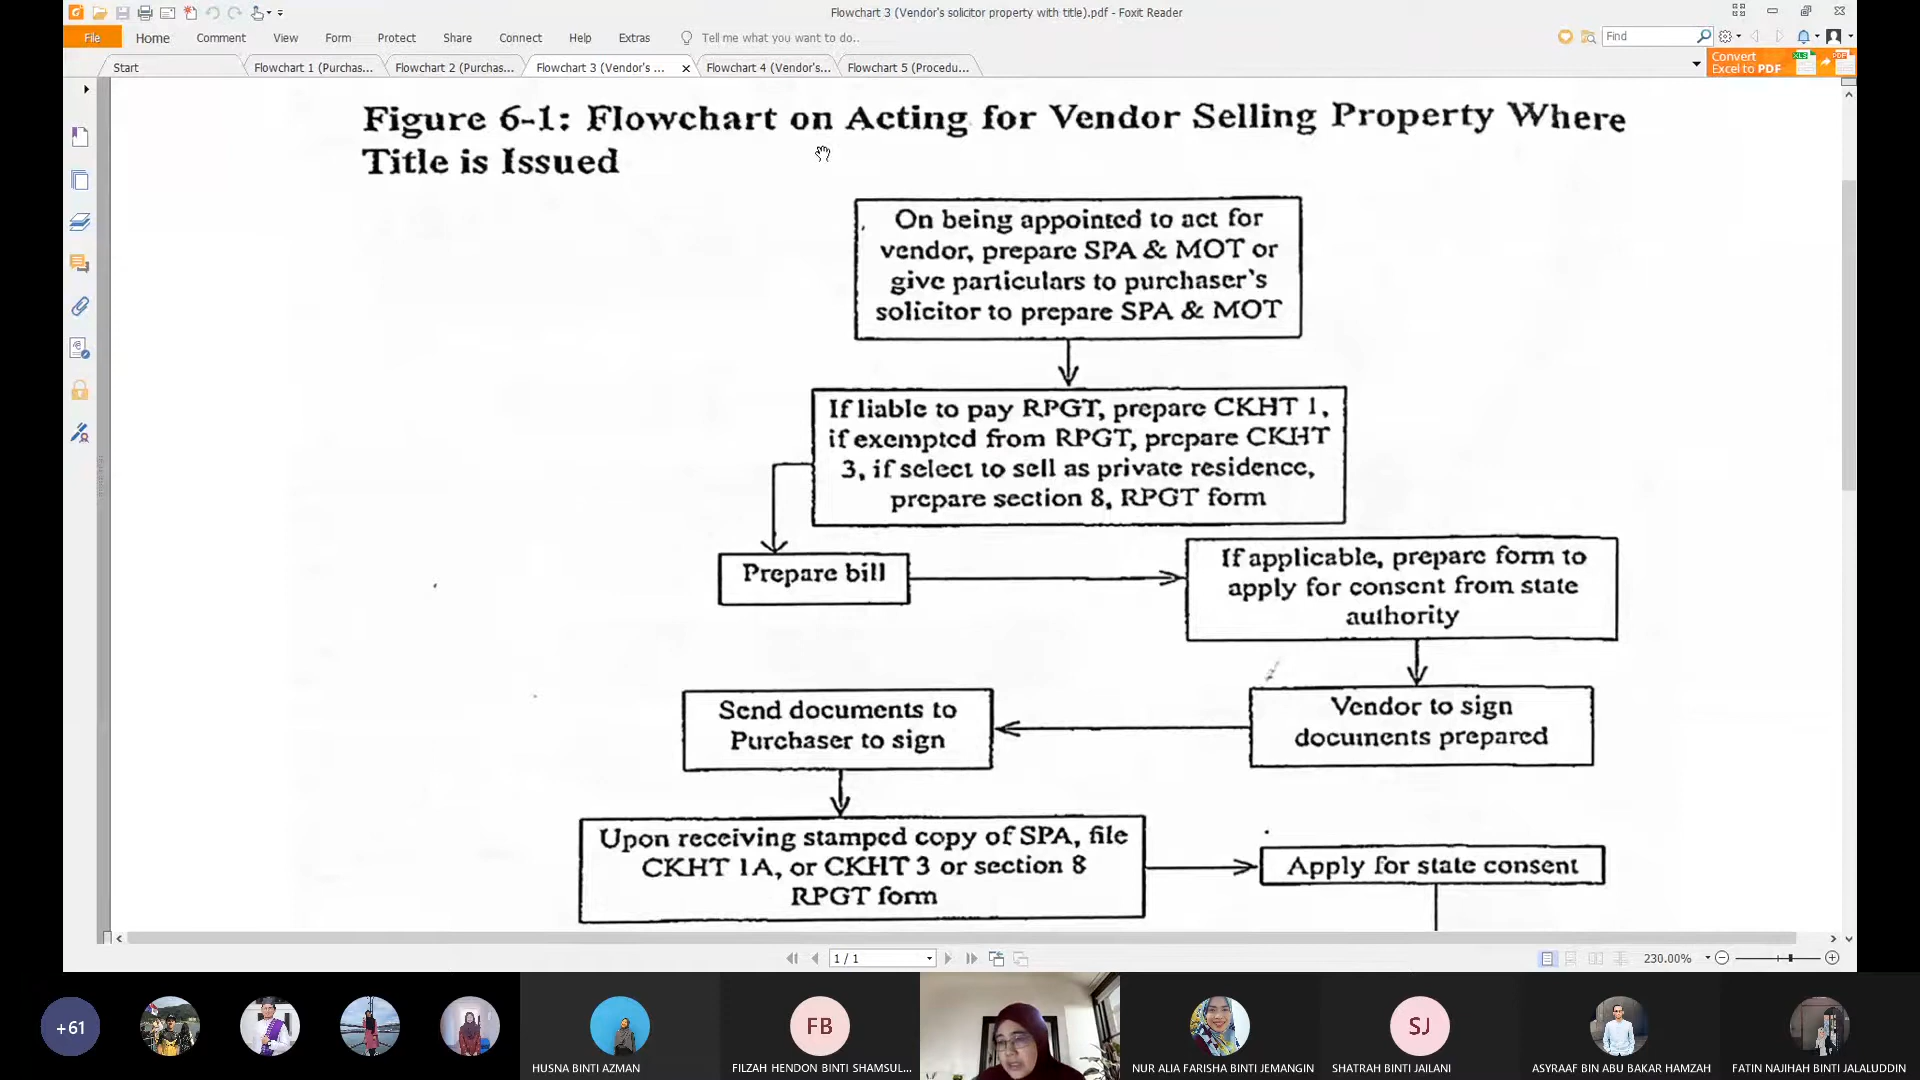 Flowchart 3 (Vendor's solicitor property with title).pdf - Foxit Reader
File Home Comment View Form Protect Share Connect Help Extras Tell me what you want to do.. Find
Start Flowchart 1 (Purchas... Flowchart 2 (Purchas... Flowchart 3 (Vendor's ... Flowchart 4 (Vendor's... Flowchart 5 (Procedu...
Convert
Excel to PDF
Figure 6-1: Flowchart on Acting for Vendor Selling Property Where
Title is Issued
On being appointed to act for
vendor, prepare SPA & MOT or
give particulars to purchaser's
solicitor to prepare SPA & MOT
If liable to pay RPGT, prepare CKHT 1,
if exempted from RPGT, prepare CKHT
3, if select to sell as private residence,
prepare section 8, RPGT form
Prepare bill
If applicable, prepare form to
apply for consent from state
authority
Vendor to sign
documents prepared
Send documents to
Purchaser to sign
Upon receiving stamped copy of SPA, file
CKHT 1A, or CKHT 3 or section 8
RPGT form
Apply for state consent
1 / 1
230.00%
+61
FB
SJ
HUSNA BINTI AZMAN
FILZAH HENDON BINTI SHAMSUL...
NUR ALIA FARISHA BINTI JEMANGIN
SHATRAH BINTI JAILANI
ASYRAAF BIN ABU BAKAR HAMZAH
FATIN NAJIHAH BINTI JALALUDDIN